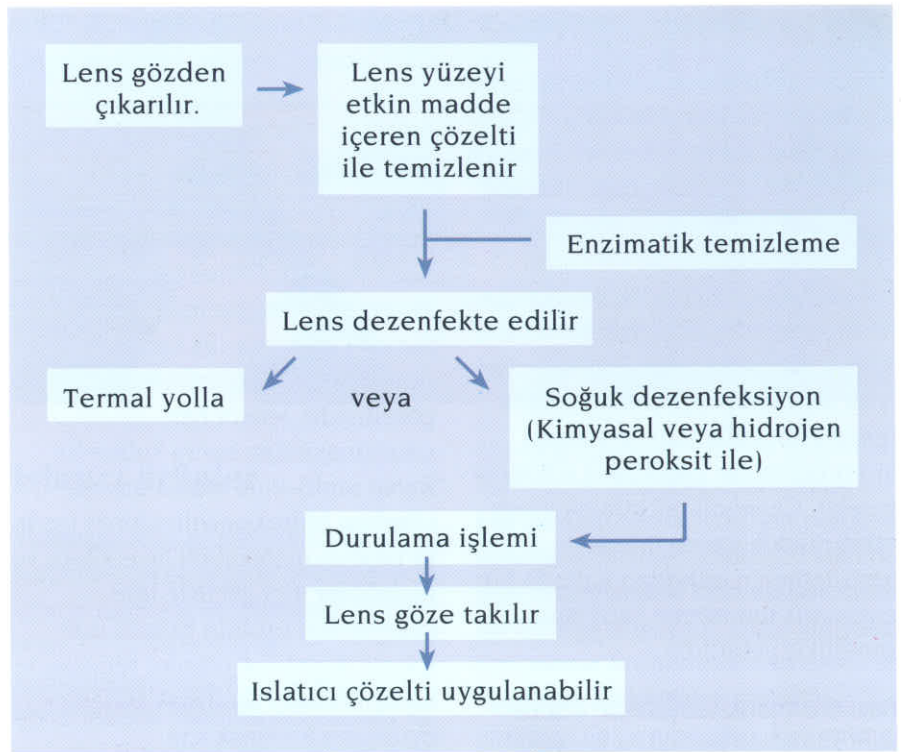 Lens gözden
çıkarılır.
Lens yüzeyi
etkin madde
içeren çözelti
ile temizlenir
Enzimatik temizleme
Lens dezenfekte edilir
Termal yolla
veya
Soğuk dezenfeksiyon
(Kimyasal veya hidrojen
peroksit ile)
Durulama işlemi
Lens göze takılır
Islatıcı çözelti uygulanabilir